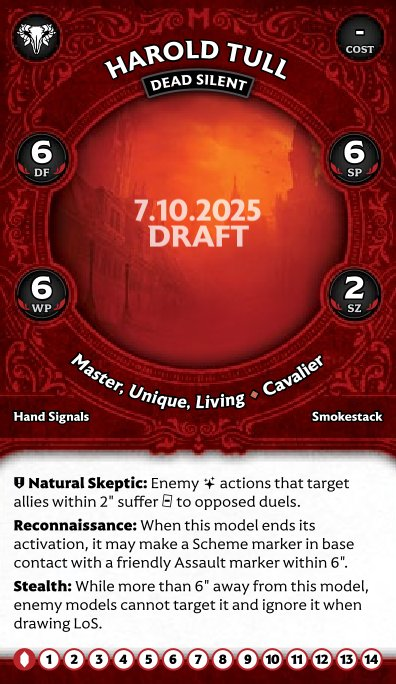 -
COST
HAROLD TULL
DEAD SILENT
6
DF
6
SP
7.10.2025
DRAFT
6
WP
2
SZ
Master, Unique, Living ♦ Cavalier
Hand Signals
Smokestack
Natural Skeptic: Enemy actions that target
allies within 2" suffer to opposed duels.
Reconnaissance: When this model ends its
activation, it may make a Scheme marker in base
contact with a friendly Assault marker within 6".
Stealth: While more than 6" away from this model,
enemy models cannot target it and ignore it when
drawing LoS.
1 2 3 4 5 6 7 8 9 10 11 12 13 14